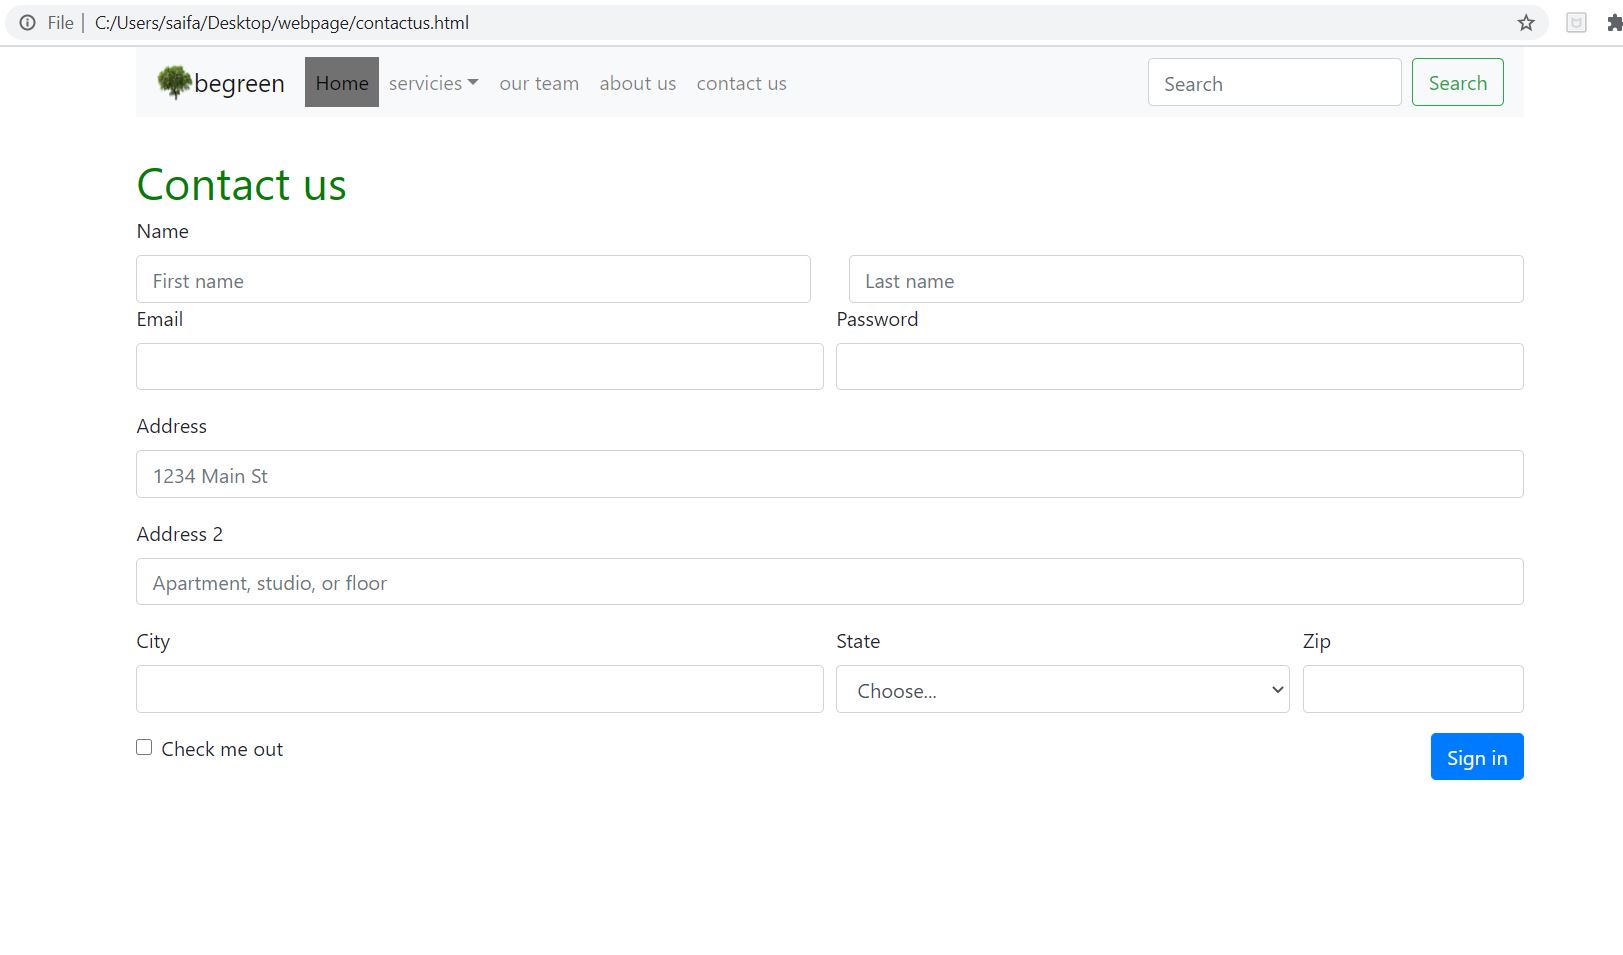 File | C:/Users/saifa/Desktop/webpage/contactus.html
begreen Home servicies our team about us contact us Search Search
Contact us
Name
First name Last name
Email Password
Address
1234 Main St
Address 2
Apartment, studio, or floor
City State Zip
Choose...
Check me out Sign in